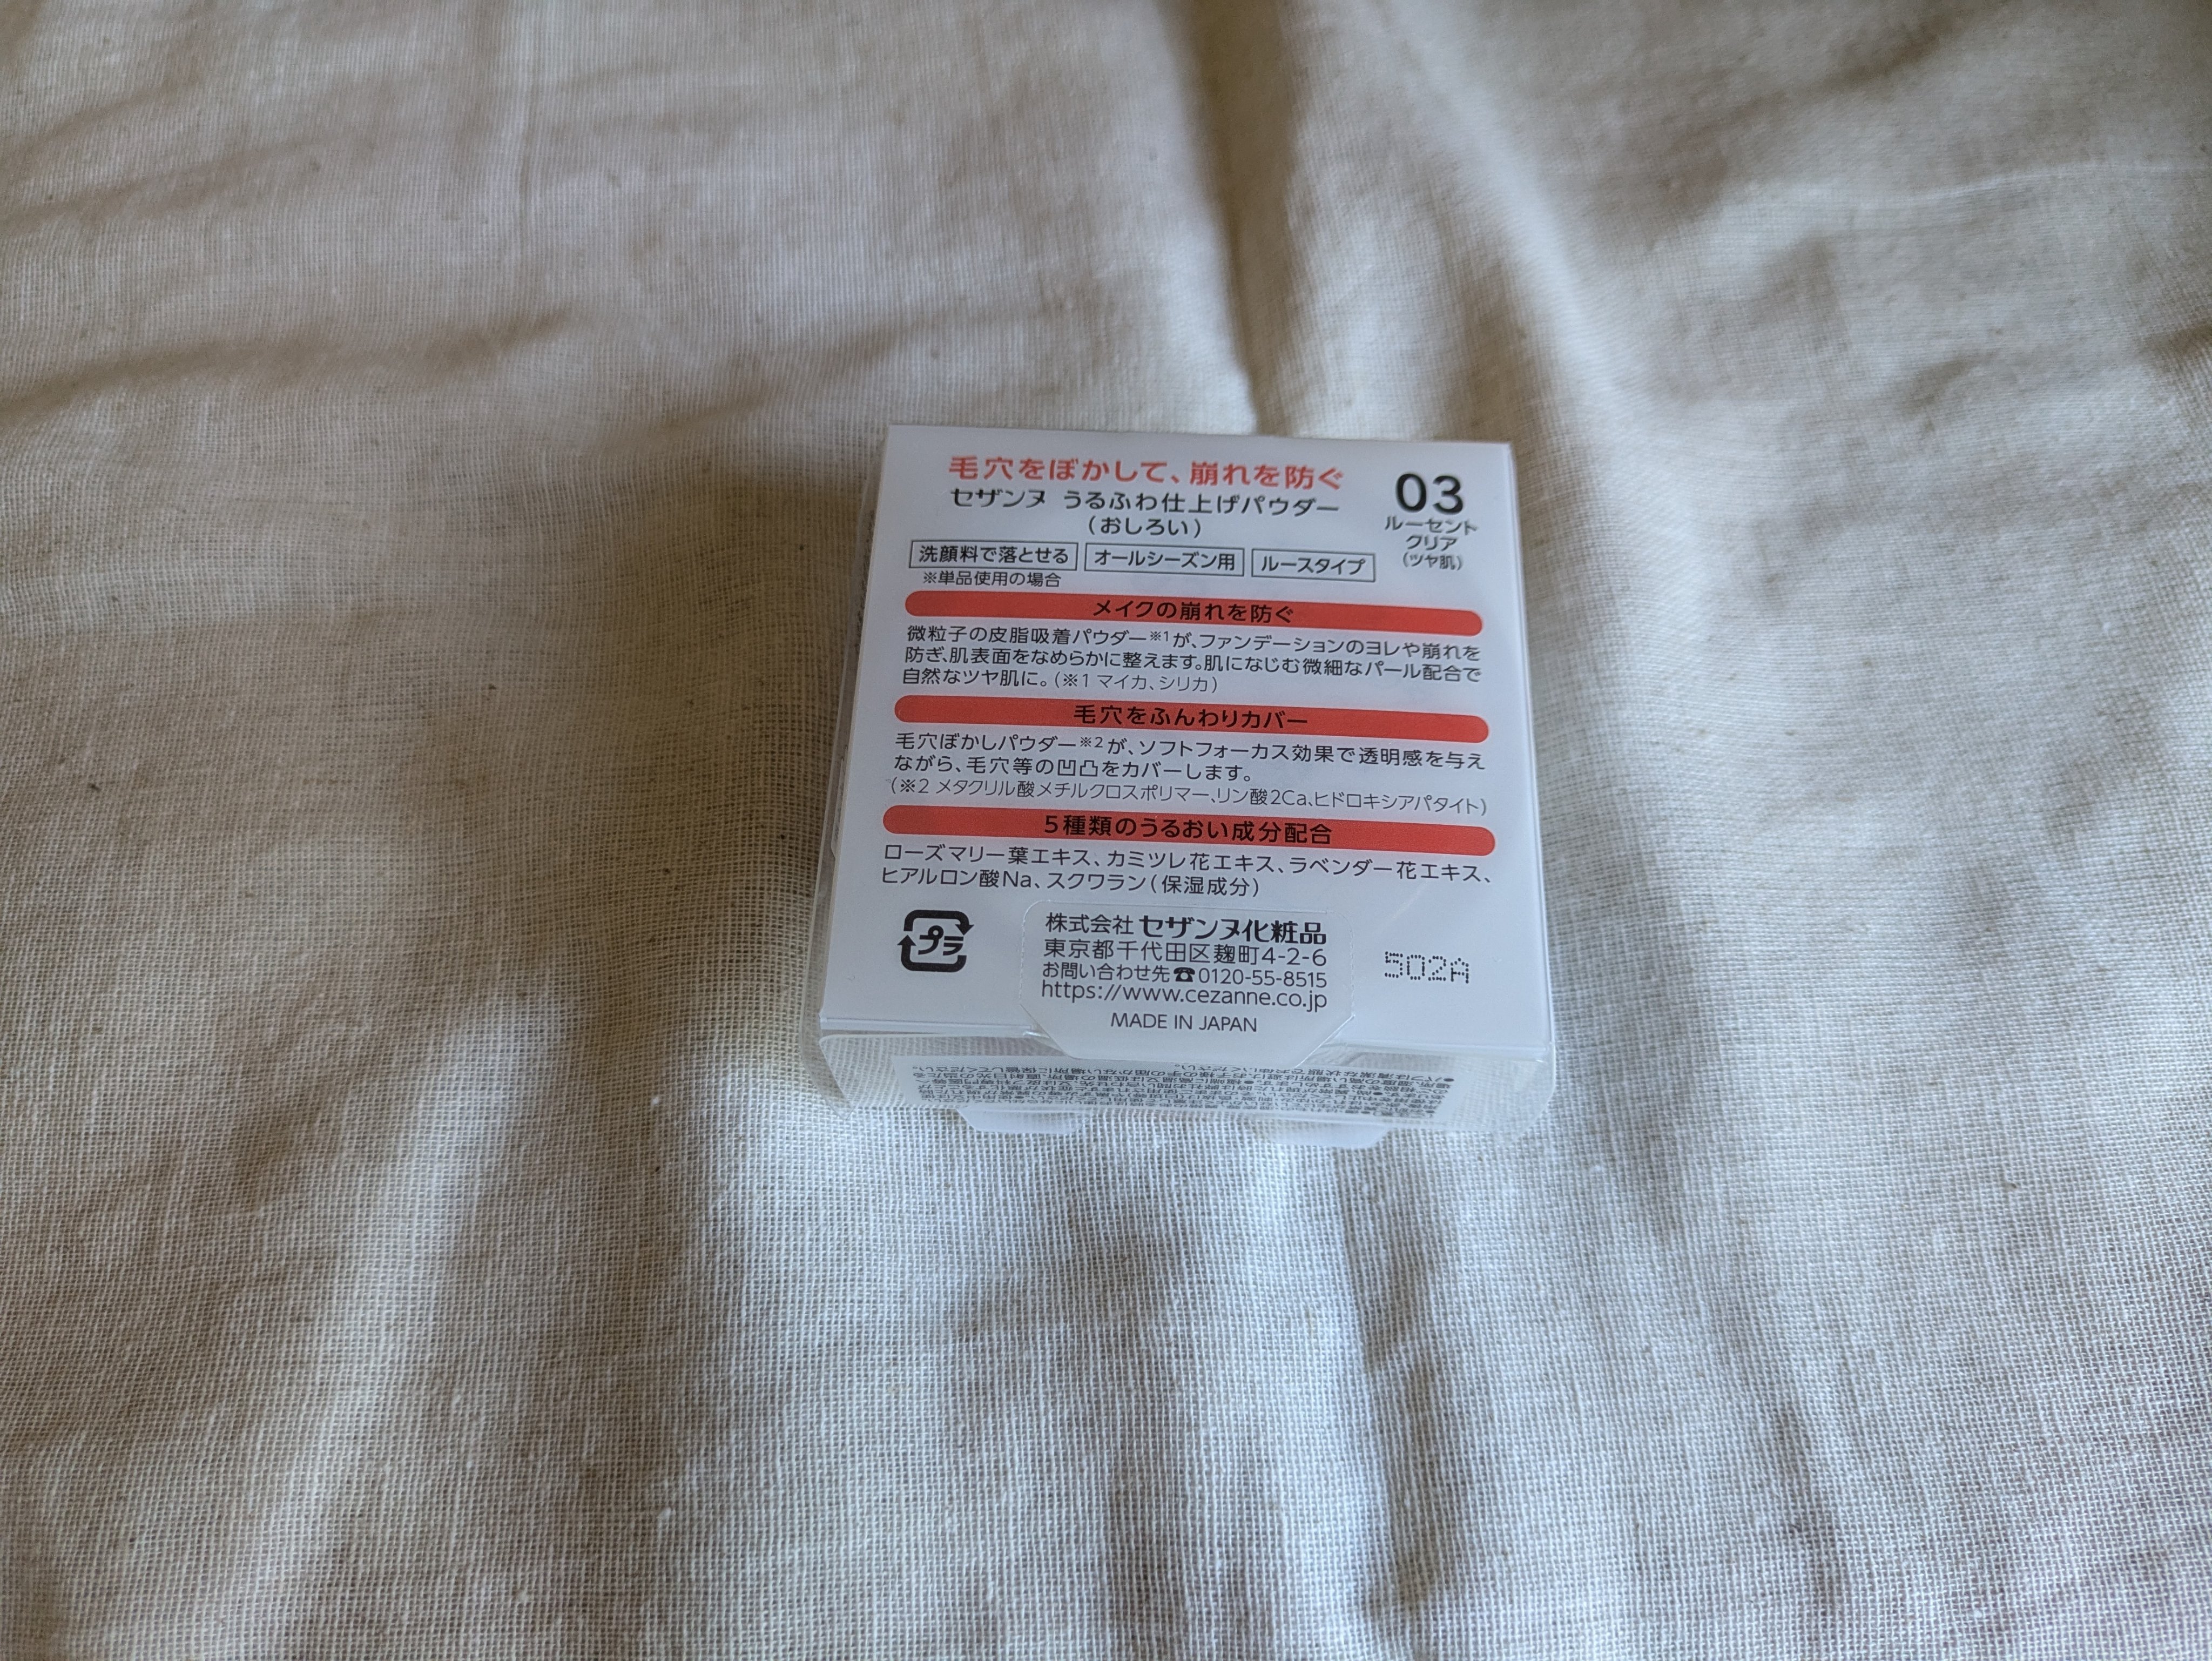 毛穴をぼかして、崩れを防ぐ
セザンヌ うるふわ仕上げパウダー
(おしろい)
03
ルーセント
クリア
(ツヤ肌)
洗顔料で落とせる オールシーズン用 ルースタイプ
※単品使用の場合
メイクの崩れを防ぐ
微粒子の皮脂吸着パウダー※1が、ファンデーションのヨレや崩れを
防ぎ、肌表面をなめらかに整えます。肌になじむ微細なパール配合で
自然なツヤ肌に。(※1 マイカ、シリカ)
毛穴をふんわりカバー
毛穴ぼかしパウダー※2が、ソフトフォーカス効果で透明感を与え
ながら、毛穴等の凹凸をカバーします。
(※2 メタクリル酸メチルクロスポリマー、リン酸2Ca、ヒドロキシアパタイト)
5種類のうるおい成分配合
ローズマリー葉エキス、カミツレ花エキス、ラベンダー花エキス、
ヒアルロン酸Na、スクワラン(保湿成分)
プラ
株式会社 セザンヌ化粧品
東京都千代田区麹町4-2-6
お問い合わせ先☎0120-55-8515
https://www.cezanne.co.jp
MADE IN JAPAN
502A